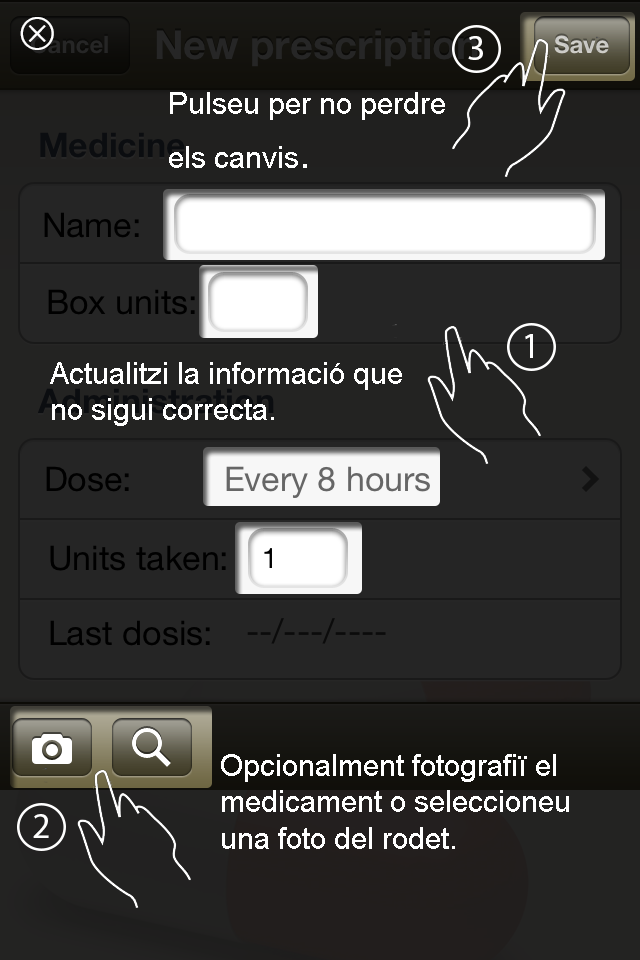 Cancel New prescription 3 Save
Pulseu per no perdre
els canvis.
Medicine
Name:
Box units:
1
Actualitzi la informació que
no sigui correcta.
Administration
Dose: Every 8 hours
Units taken: 1
Last dosis: --/---/----
Opcionalment fotografiï el
medicament o seleccioneu
una foto del rodet.
2